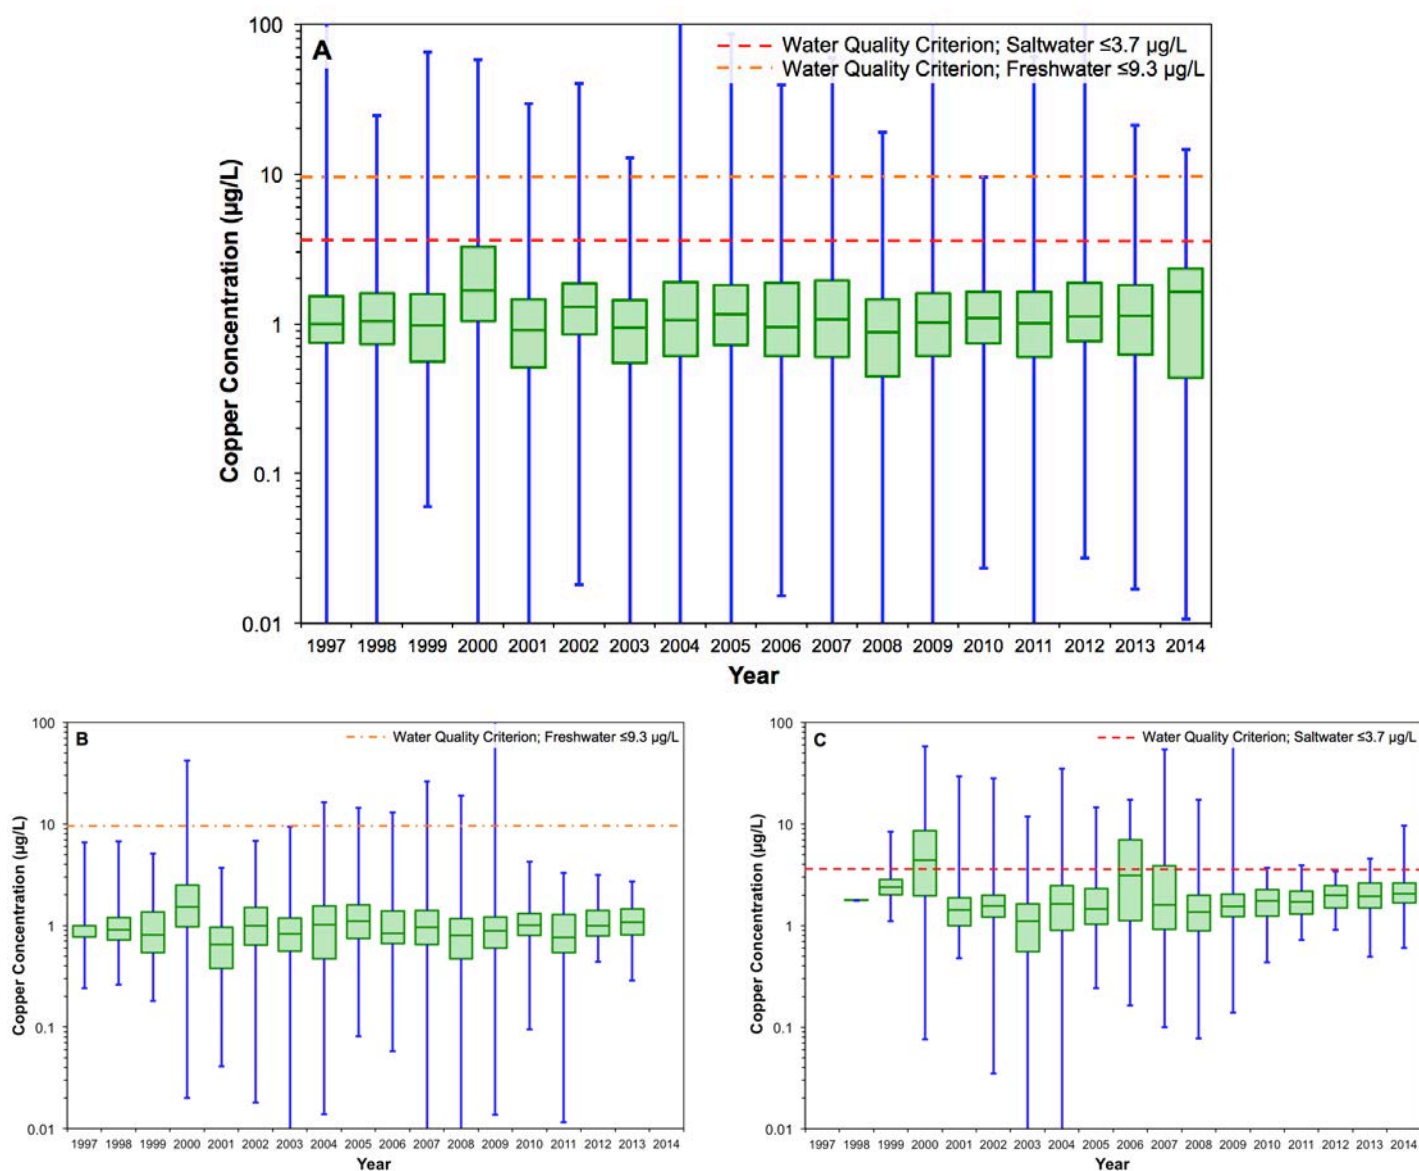 A
Water Quality Criterion; Saltwater ≤3.7 µg/L
Water Quality Criterion; Freshwater ≤9.3 µg/L
Copper Concentration (µg/L)
100
10
1
0.1
0.01
1997 1998 1999 2000 2001 2002 2003 2004 2005 2006 2007 2008 2009 2010 2011 2012 2013 2014
Year
B
Water Quality Criterion; Freshwater ≤9.3 µg/L
Copper Concentration (µg/L)
100
10
1
0.1
0.01
1997 1998 1999 2000 2001 2002 2003 2004 2005 2006 2007 2008 2009 2010 2011 2012 2013 2014
Year
C
Water Quality Criterion; Saltwater ≤3.7 µg/L
Copper Concentration (µg/L)
100
10
1
0.1
0.01
1997 1998 1999 2000 2001 2002 2003 2004 2005 2006 2007 2008 2009 2010 2011 2012 2013 2014
Year